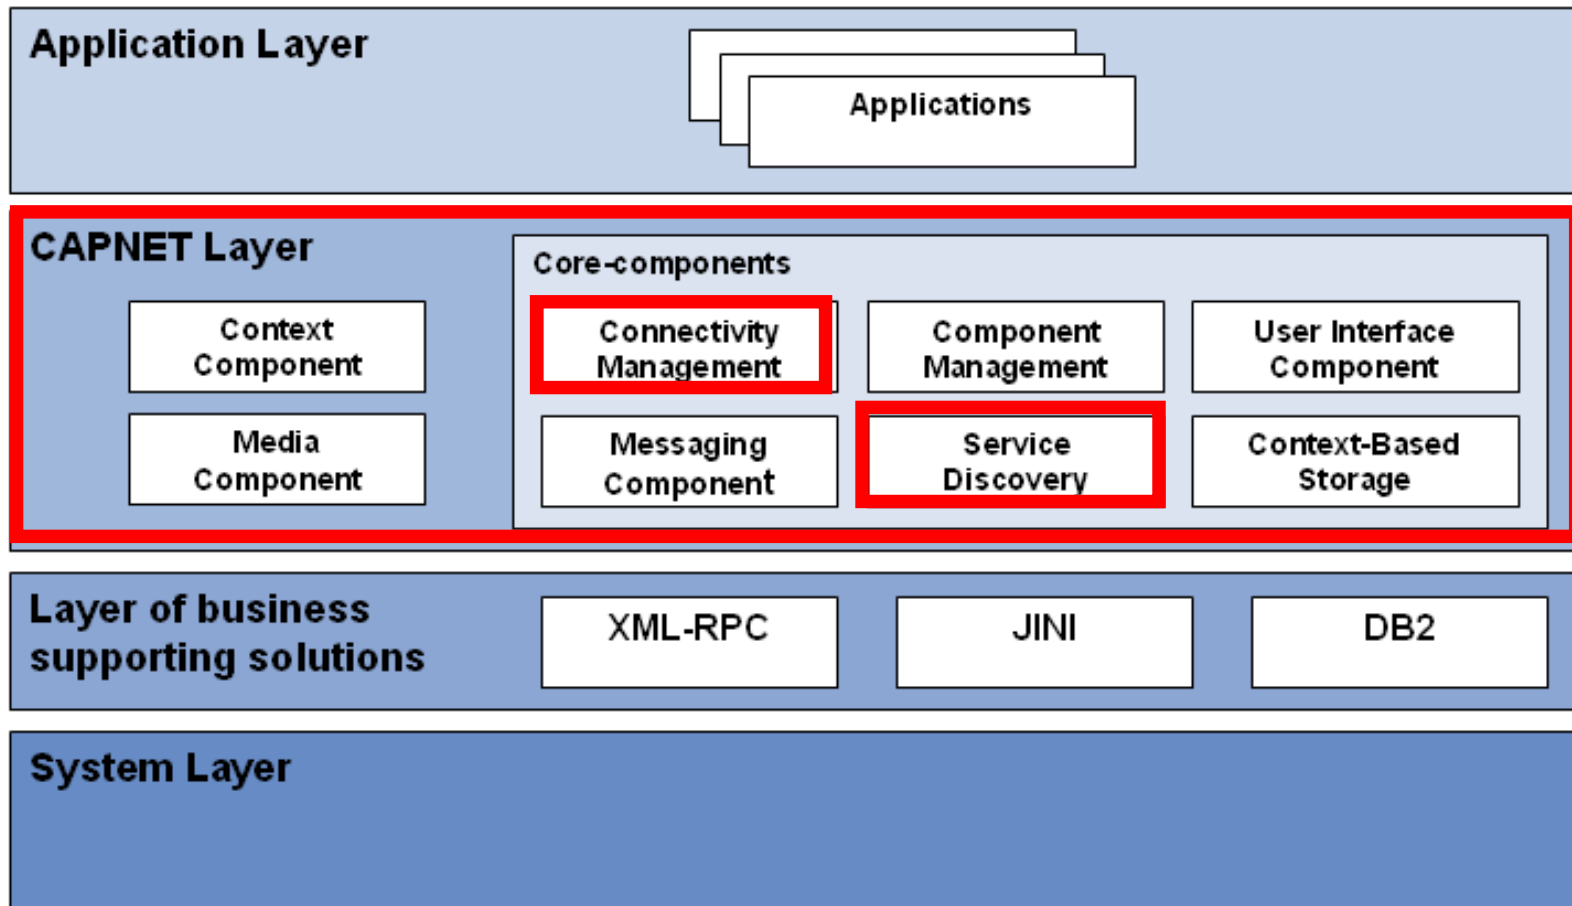 Application Layer
Applications
CAPNET Layer
Core-components
Context
Component
Connectivity
Management
Component
Management
User Interface
Component
Media
Component
Messaging
Component
Service
Discovery
Context-Based
Storage
Layer of business
supporting solutions
XML-RPC
JINI
DB2
System Layer